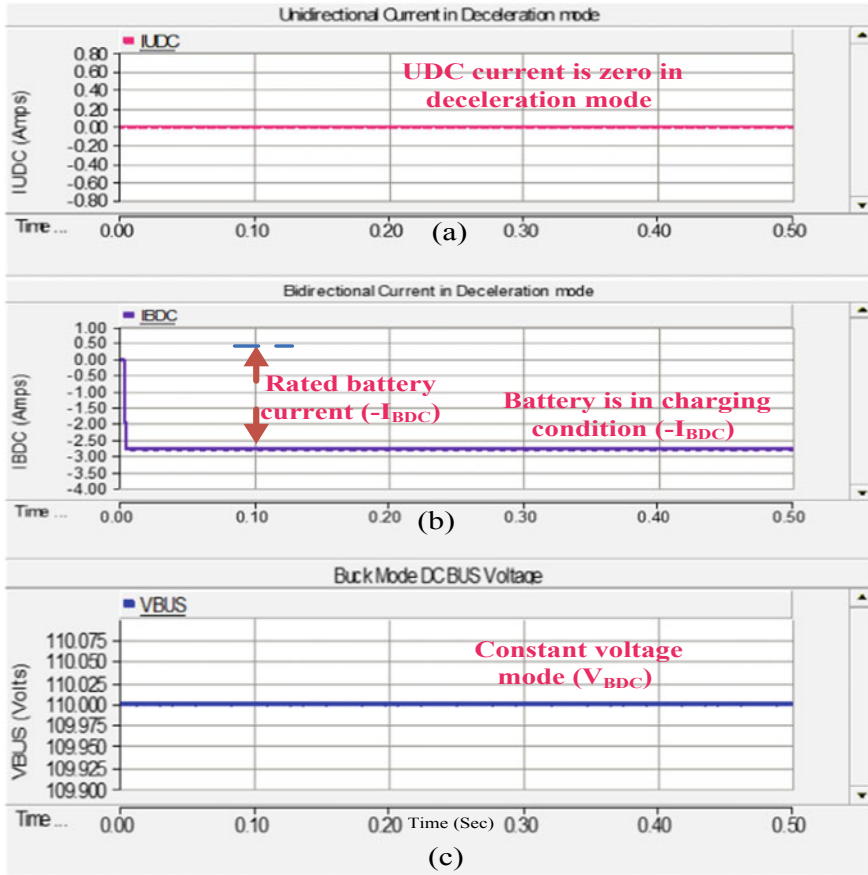 Unidirectional Current in Deceleration mode
IUDC
0.80
0.60
0.40
0.20
0.00
-0.20
-0.40
-0.60
-0.80
IUDC (Amps)
UDC current is zero in
deceleration mode
Time ...
0.00 0.10 0.20 0.30 0.40 0.50
(a)
Bidirectional Current in Deceleration mode
IBDC
1.00
0.50
0.00
-0.50
-1.00
-1.50
-2.00
-2.50
-3.00
-3.50
-4.00
IBDC (Amps)
Rated battery
current (-IBDC)
Battery is in charging
condition (-IBDC)
Time ...
0.00 0.10 0.20 0.30 0.40 0.50
(b)
Buck Mode DC BUS Voltage
VBUS
110.075
110.050
110.025
110.000
109.975
109.950
109.925
109.900
VBUS (Volts)
Constant voltage
mode (VBDC)
Time ...
0.00 0.10 0.20 Time (Sec) 0.30 0.40 0.50
(c)